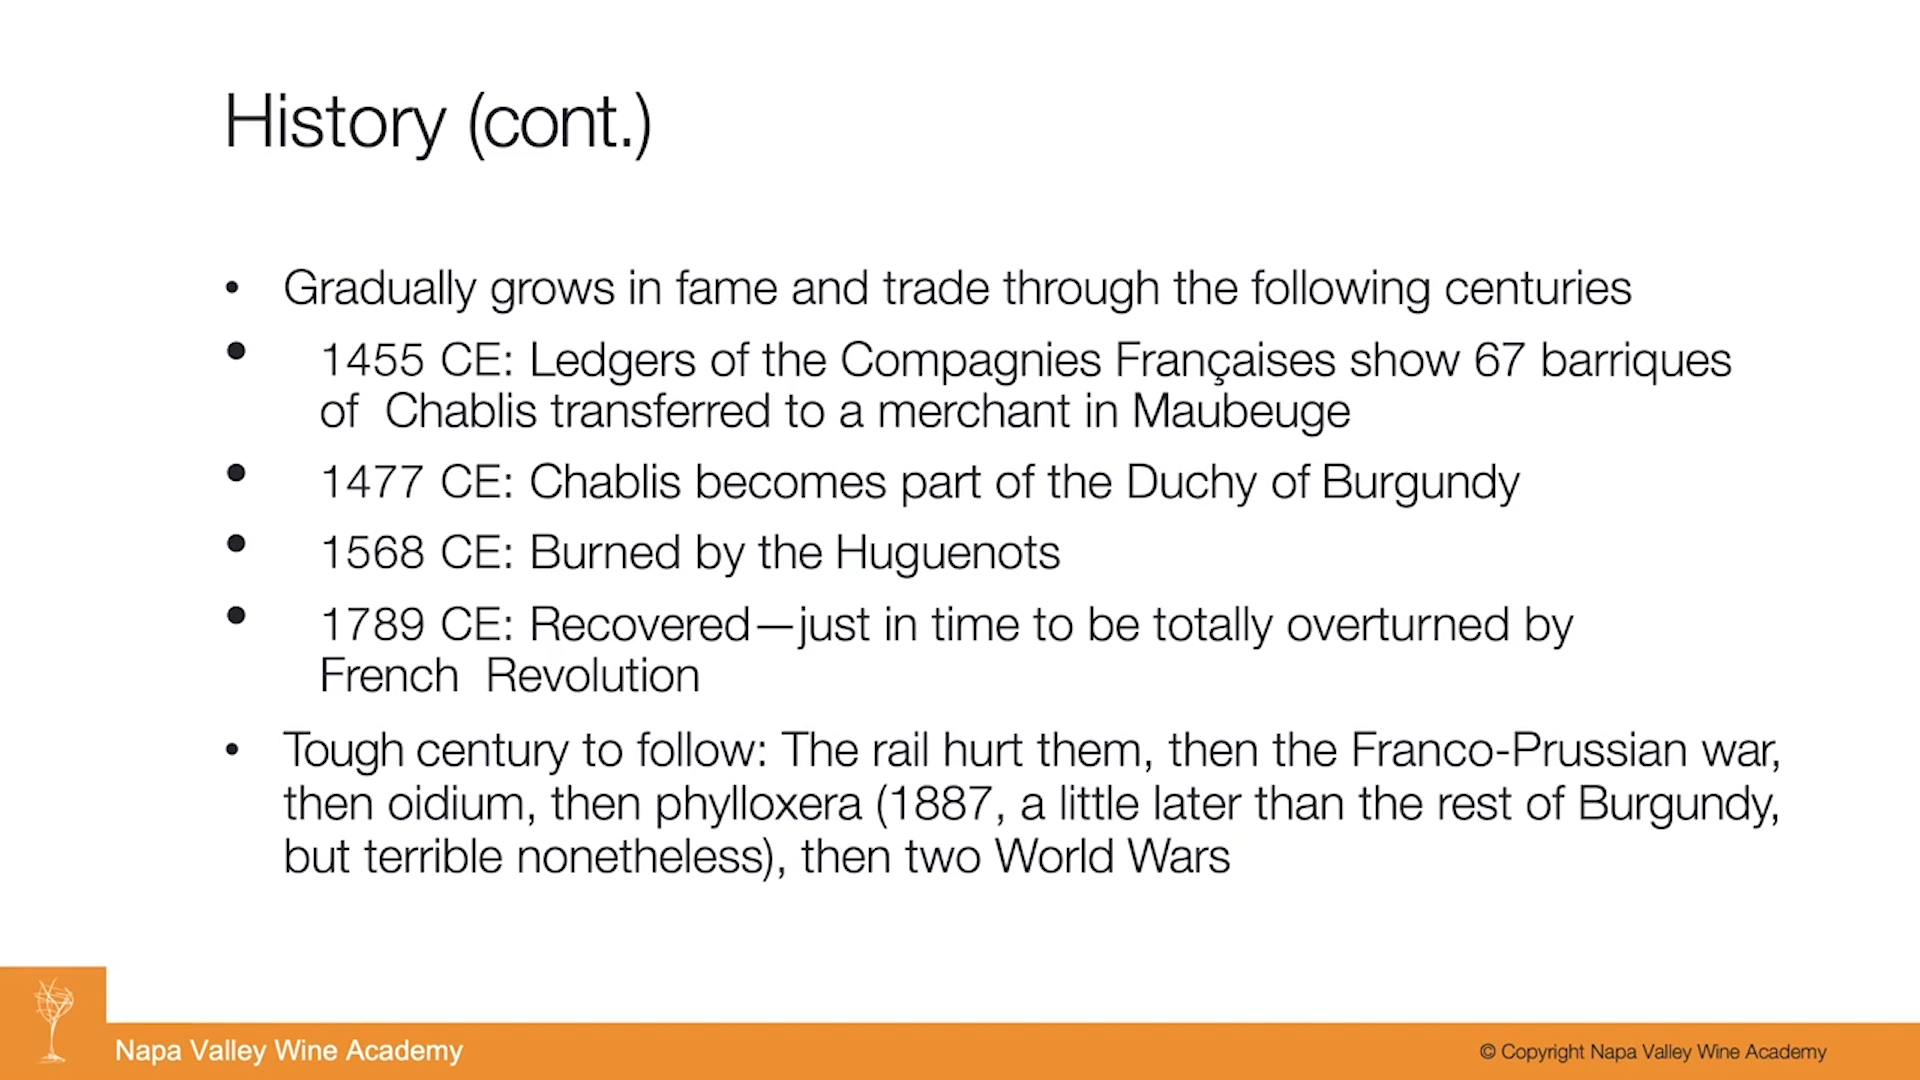 History (cont.)
• Gradually grows in fame and trade through the following centuries
• 1455 CE: Ledgers of the Compagnies Françaises show 67 barriques
of  Chablis transferred to a merchant in Maubeuge
• 1477 CE: Chablis becomes part of the Duchy of Burgundy
• 1568 CE: Burned by the Huguenots
• 1789 CE: Recovered—just in time to be totally overturned by
French  Revolution
• Tough century to follow: The rail hurt them, then the Franco-Prussian war,
then oidium, then phylloxera (1887, a little later than the rest of Burgundy,
but terrible nonetheless), then two World Wars
Napa Valley Wine Academy
© Copyright Napa Valley Wine Academy